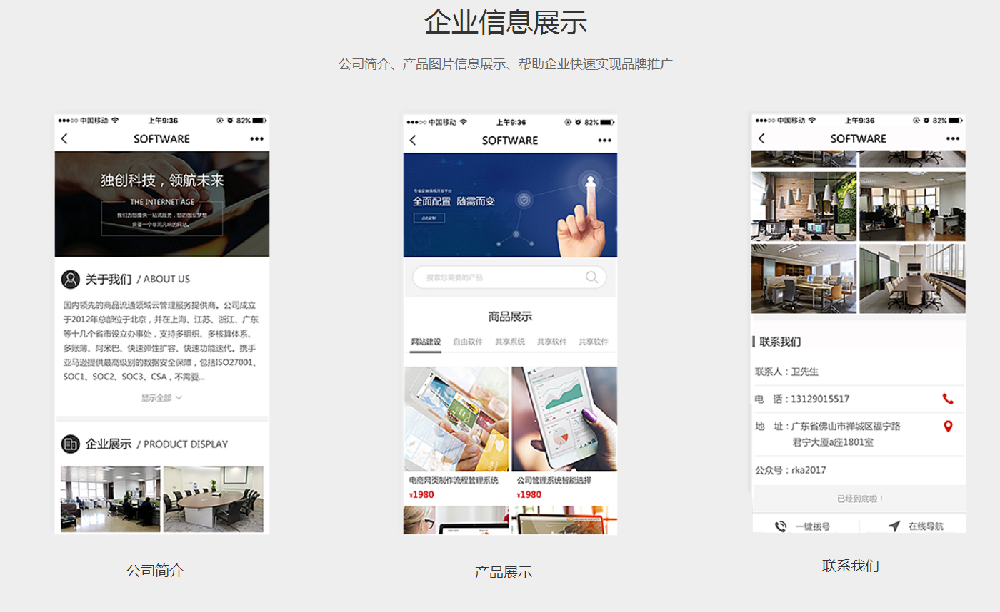 企业信息展示
公司简介、产品图片信息展示、帮助企业快速实现品牌推广
中国移动 上午9:36 82%
SOFTWARE
独创科技，领航未来
THE INTERNET AGE
我们为您提供一站式服务，您的创业梦想
需要一个非同凡响的网站。
关于我们 / ABOUT US
国内领先的商品流通领域云管理服务提供商。公司成立
于2012年总部位于北京，并在上海、江苏、浙江、广东
等十几个省市设立办事处，支持多组织、多核算体系、
多账薄、阿米巴、快速弹性扩容、快速功能迭代。携手
亚马逊提供最高级别的数据安全保障，包括ISO27001、
SOC1、SOC2、SOC3、CSA，不需要...
显示全部
企业展示 / PRODUCT DISPLAY
公司简介
中国移动 上午9:36 82%
SOFTWARE
专业定制系统开发平台
全面配置 随需而变
点击定制
搜索您需要的产品
商品展示
网站建设 自由软件 共享系统 共享软件 共享软件
电商网页制作流程管理系统 公司管理系统智能选择
¥1980 ¥1980
产品展示
中国移动 上午9:36 82%
SOFTWARE
联系我们
联系人：卫先生
电 话：13129015517
地 址：广东省佛山市禅城区福宁路
君宁大厦a座1801室
公众号：rka2017
已经到底啦！
一键拨号 在线导航
联系我们